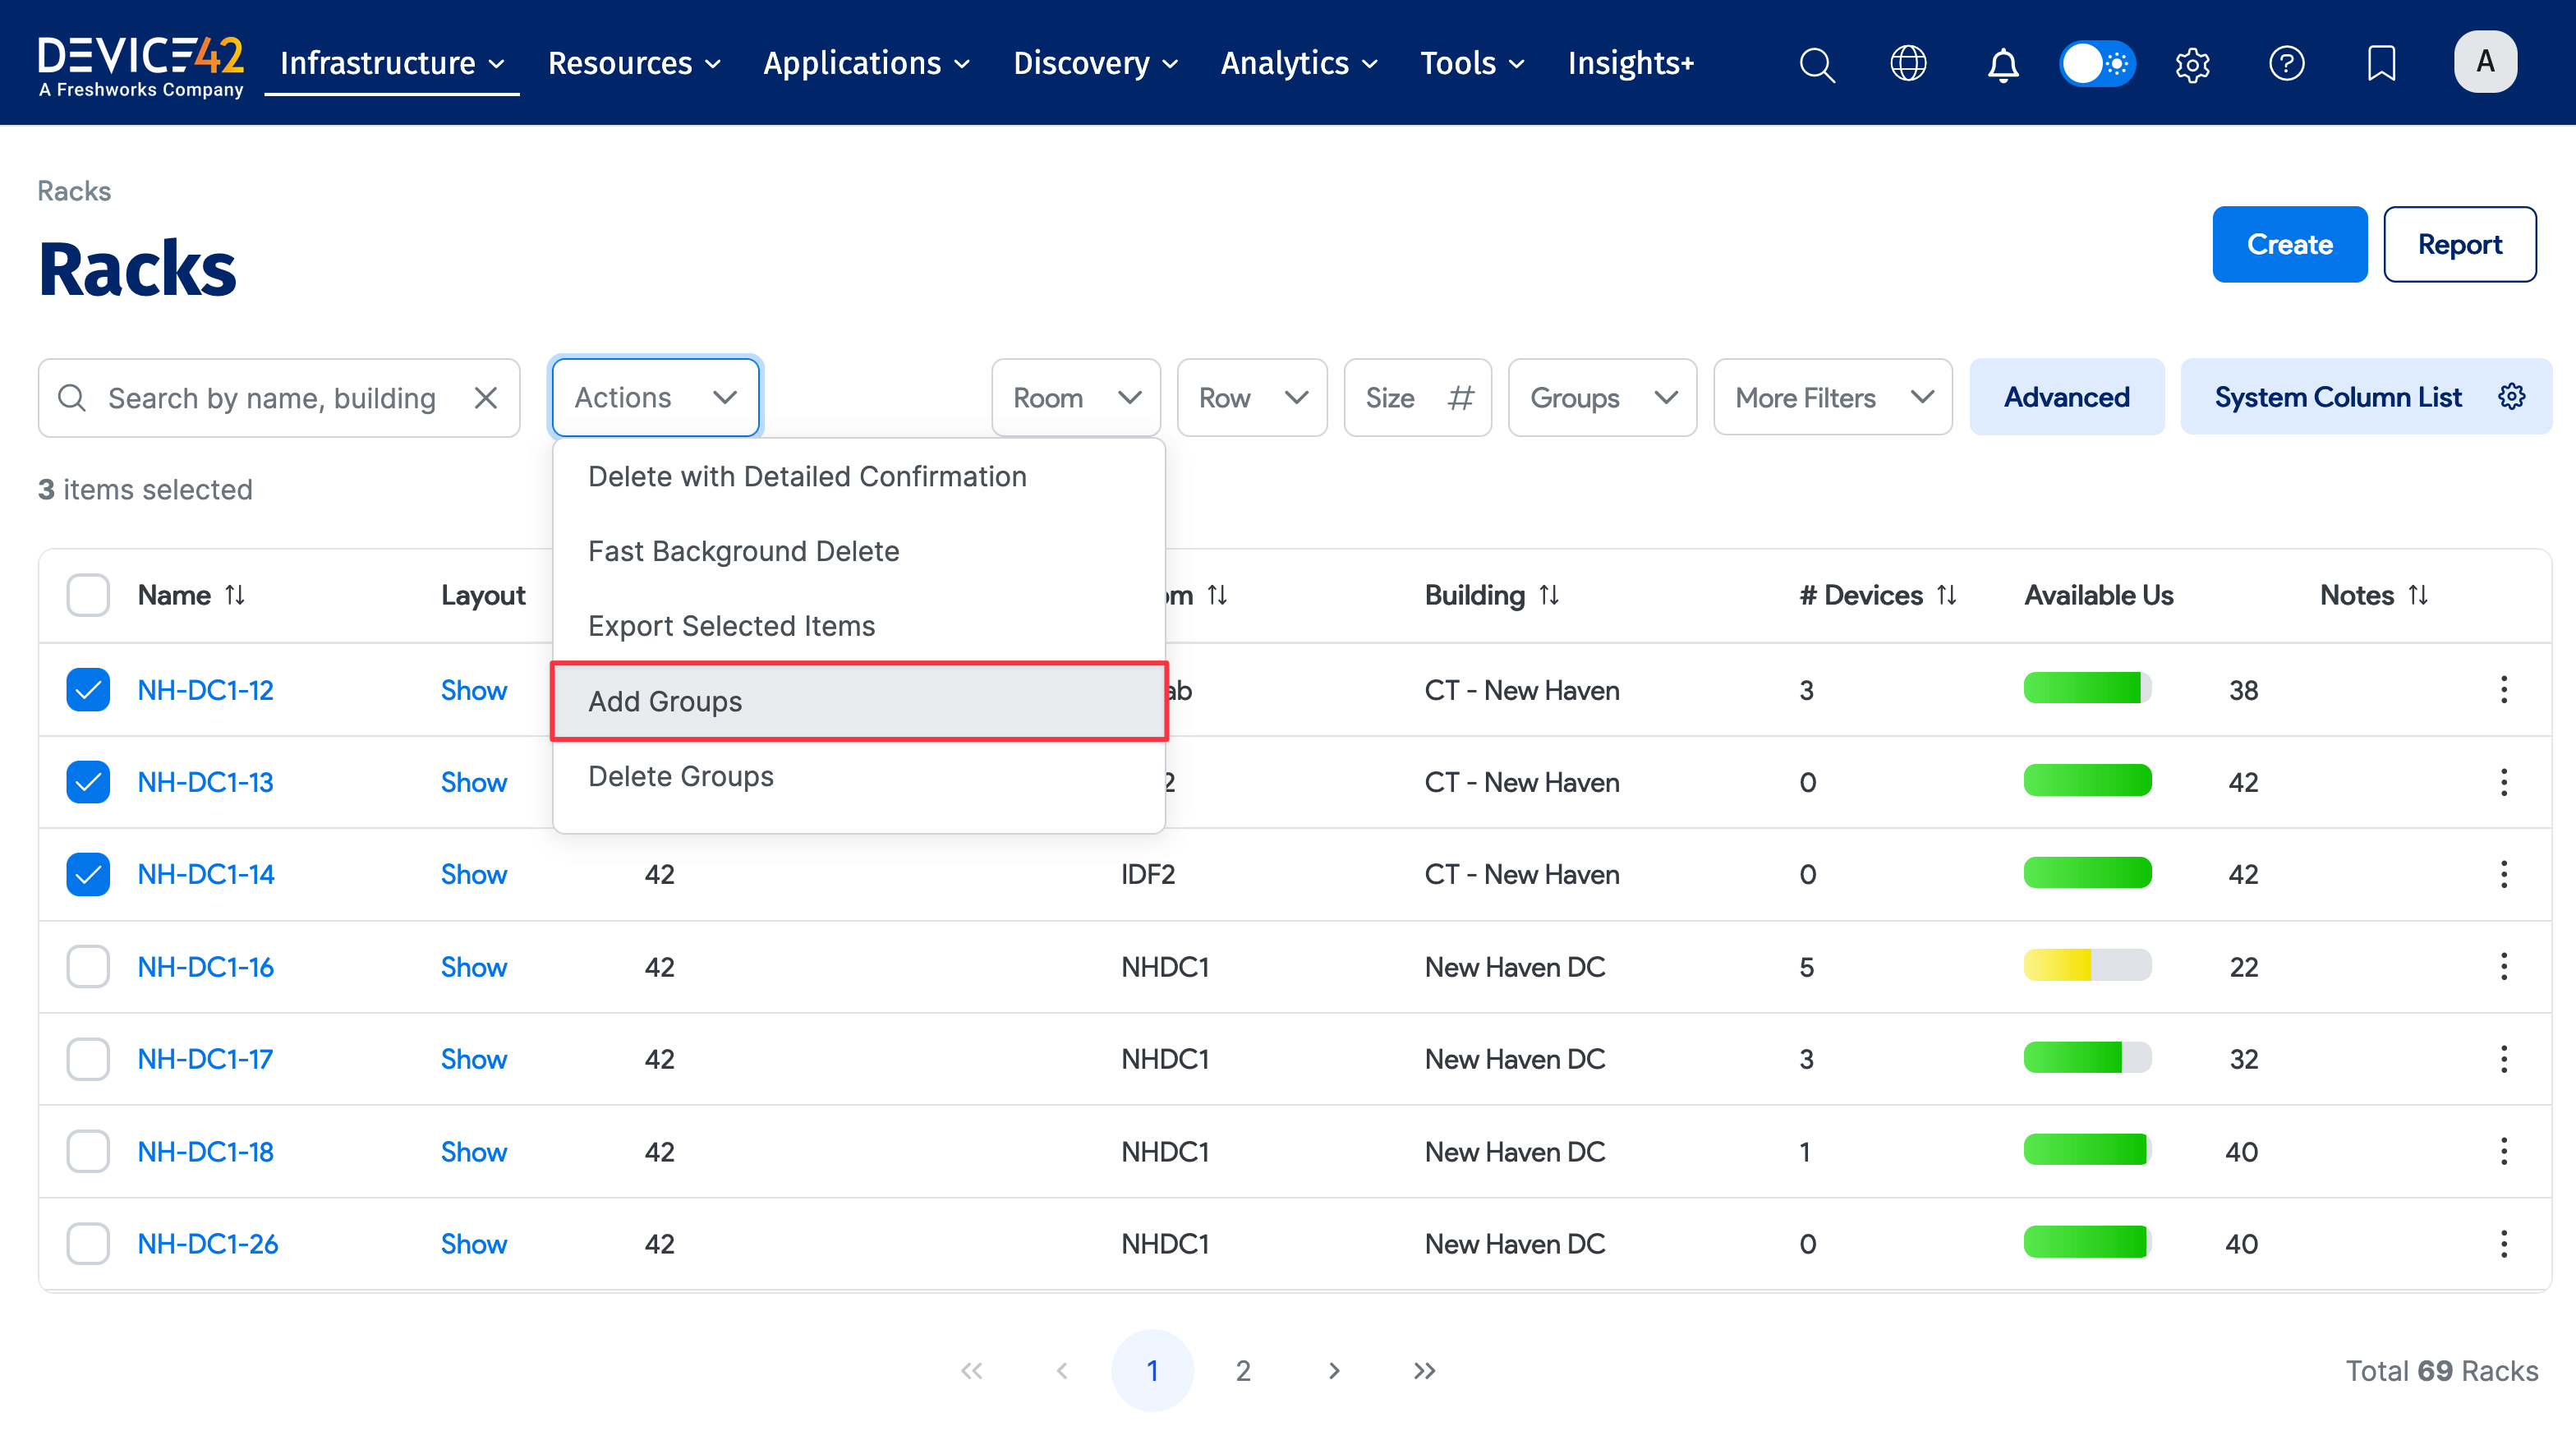 DEVICE42
A Freshworks Company
Infrastructure Resources Applications Discovery Analytics Tools Insights+ A
Racks
Racks
Create Report
Search by name, building Actions Room Row Size # Groups More Filters Advanced System Column List
3 items selected
Delete with Detailed Confirmation
Fast Background Delete
Export Selected Items
Add Groups
Delete Groups
Name Layout om Building # Devices Available Us Notes
NH-DC1-12 Show ab CT - New Haven 3 38
NH-DC1-13 Show 2 CT - New Haven 0 42
NH-DC1-14 Show 42 IDF2 CT - New Haven 0 42
NH-DC1-16 Show 42 NHDC1 New Haven DC 5 22
NH-DC1-17 Show 42 NHDC1 New Haven DC 3 32
NH-DC1-18 Show 42 NHDC1 New Haven DC 1 40
NH-DC1-26 Show 42 NHDC1 New Haven DC 0 40
1 2
Total 69 Racks